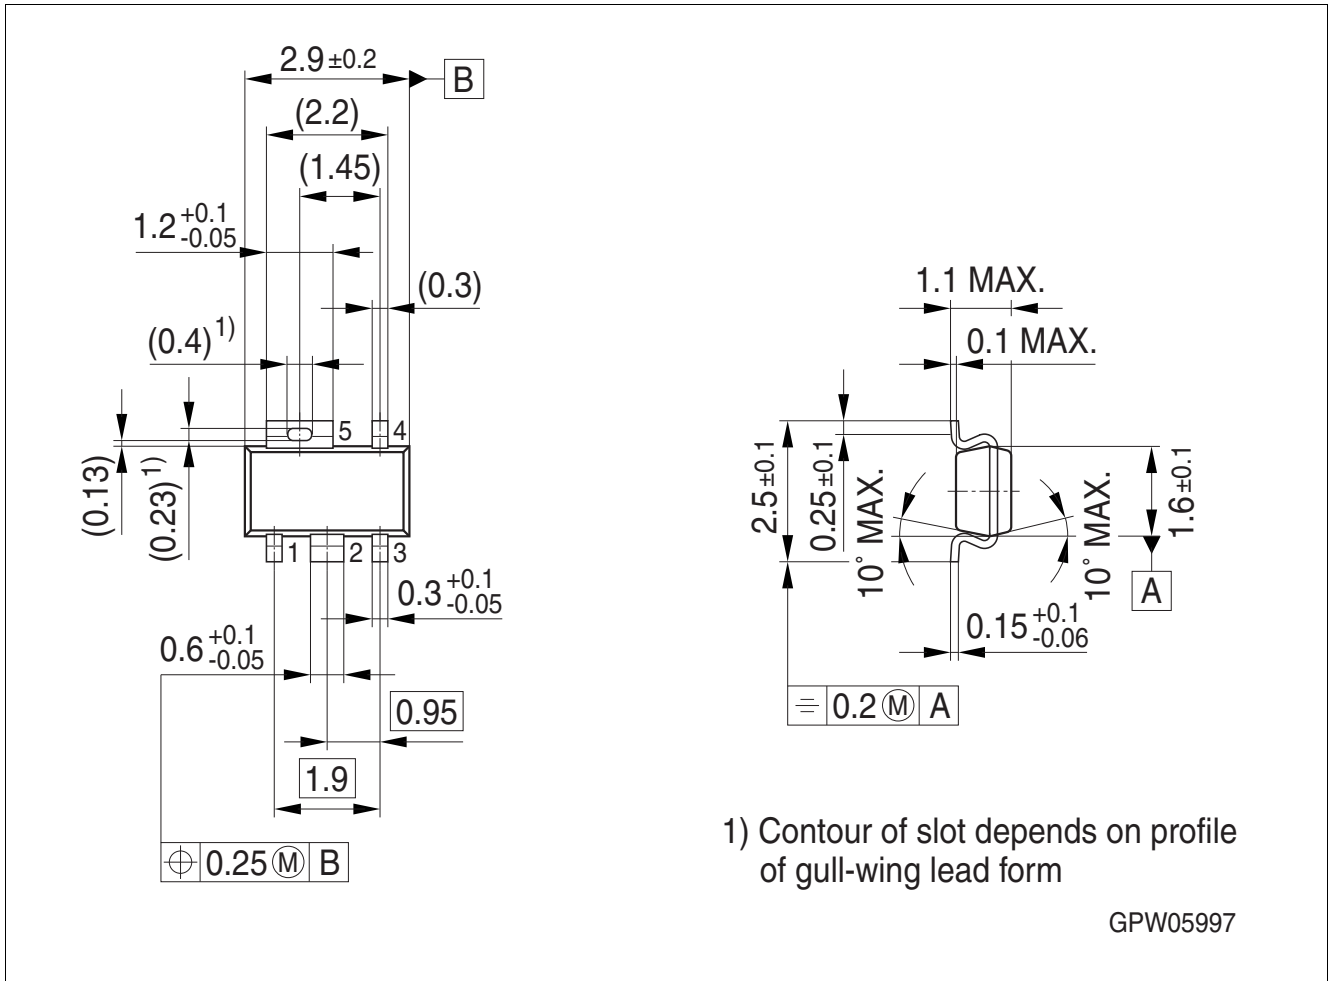 2.9 ±0.2
B
(2.2)
(1.45)
1.2 +0.1 -0.05
(0.3)
(0.4) 1)
5
4
(0.13)
(0.23) 1)
1
2
3
0.3 +0.1 -0.05
0.6 +0.1 -0.05
0.95
1.9
⌖ 0.25 Ⓜ B
1.1 MAX.
0.1 MAX.
2.5 ±0.1
0.25 ±0.1
10° MAX.
10° MAX.
1.6 ±0.1
A
0.15 +0.1 -0.06
⌯ 0.2 Ⓜ A
1) Contour of slot depends on profile
of gull-wing lead form
GPW05997